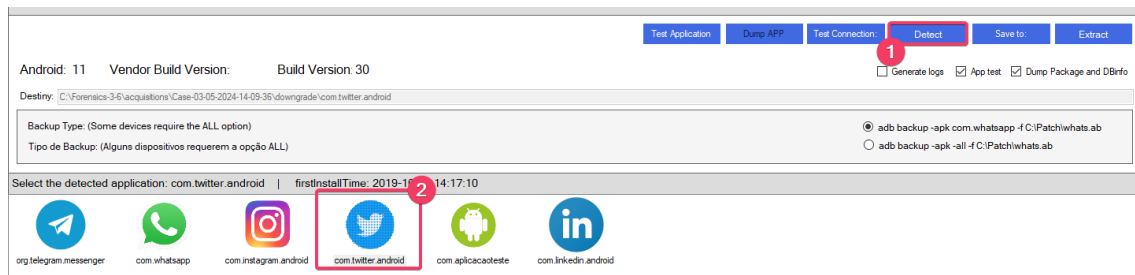 Test Application Dump APP Test Connection: Detect Save to: Extract
1
Android: 11 Vendor Build Version: Build Version: 30
Generate logs App test Dump Package and DBinfo
Destiny: C:\Forensics-3-6\acquisitions\Case-03-05-2024-14-09-36\downgrade\com.twitter.android
Backup Type: (Some devices require the ALL option)
adb backup -apk com.whatsapp -f C:\Patch\whats.ab
Tipo de Backup: (Alguns dispositivos requerem a opção ALL)
adb backup -apk -all -f C:\Patch\whats.ab
Select the detected application: com.twitter.android | firstInstallTime: 2019-10 14:17:10
2
in
org.telegram.messenger com.whatsapp com.instagram.android com.twitter.android com.aplicacaoteste com.linkedin.android